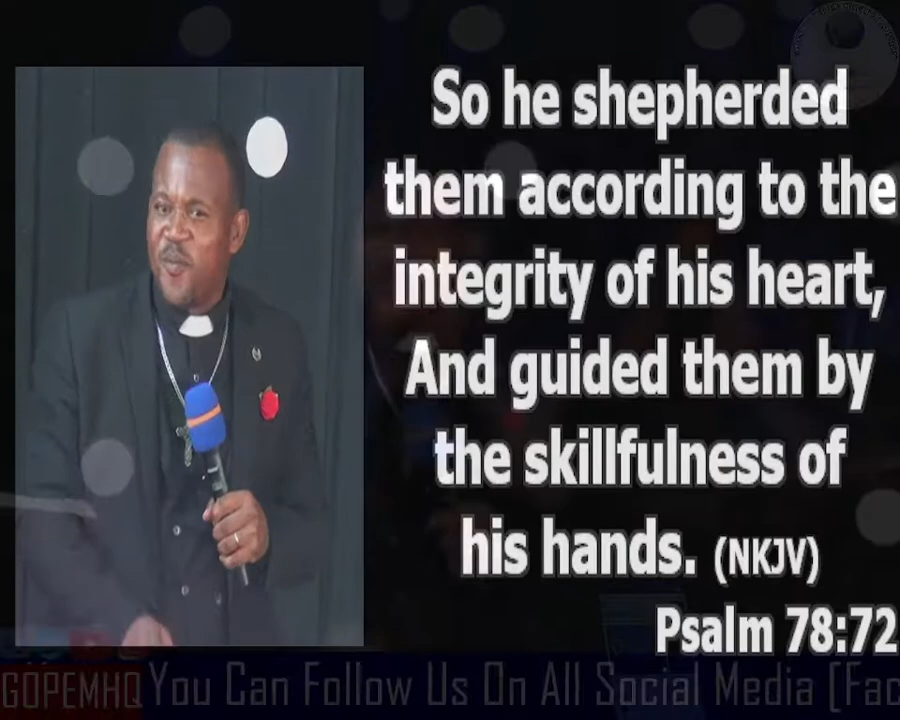 So he shepherded
them according to the
integrity of his heart,
And guided them by
the skillfulness of
his hands. (NKJV)
Psalm 78:72
GOPEMHQ You Can Follow Us On All Social Media (Fac